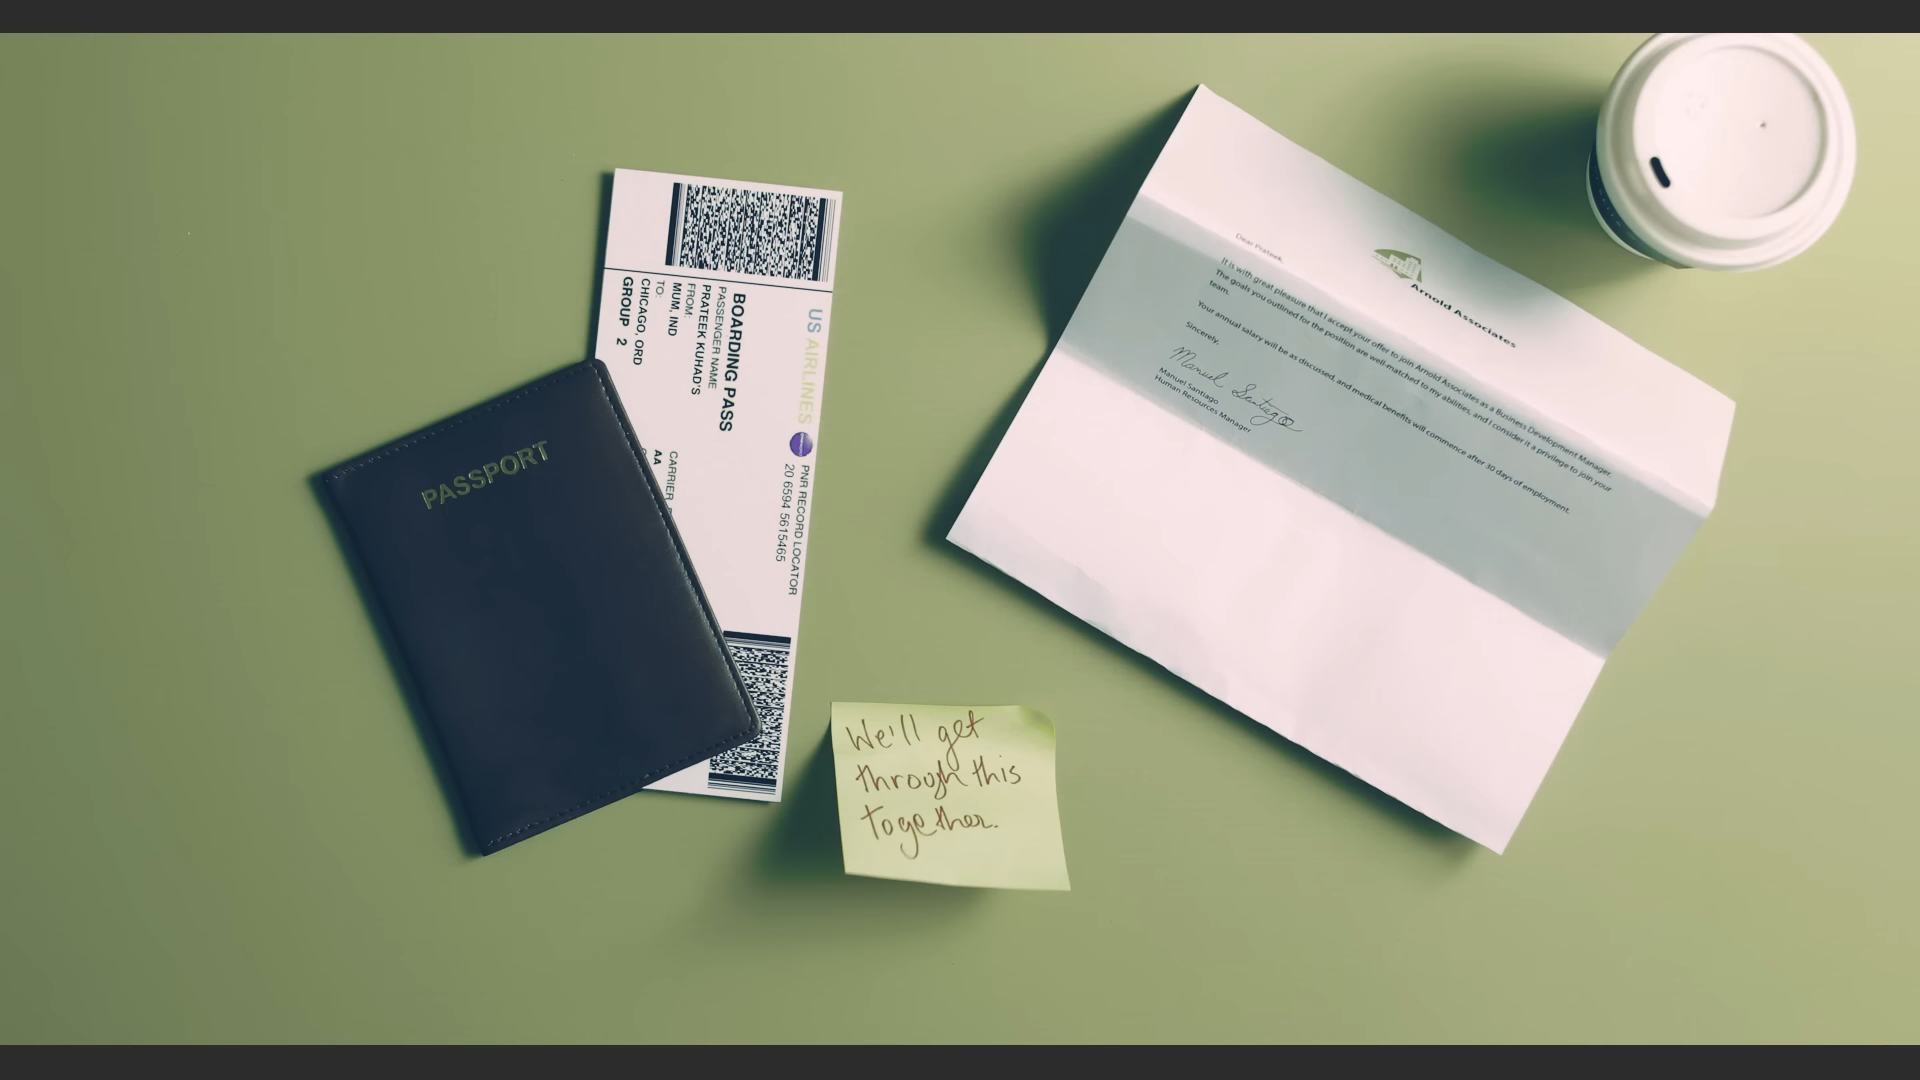 PASSPORT
US AIRLINES
PNR RECORD LOCATOR
20 6594 5615465
BOARDING PASS
PASSENGER NAME
PRATEEK KUHAD'S
FROM:
MUM, IND
TO:
CHICAGO, ORD
GROUP 2
CARRIER
AA
We'll get
through this
together.
Arnold Associates
Dear Prateek,
It is with great pleasure that I accept your offer to join Arnold Associates as a Business Development Manager.
The goals you outlined for the position are well-matched to my abilities, and I consider it a privilege to join your
team.
Your annual salary will be as discussed, and medical benefits will commence after 30 days of employment.
Sincerely,
Manuel Santiago
Manuel Santiago
Human Resources Manager